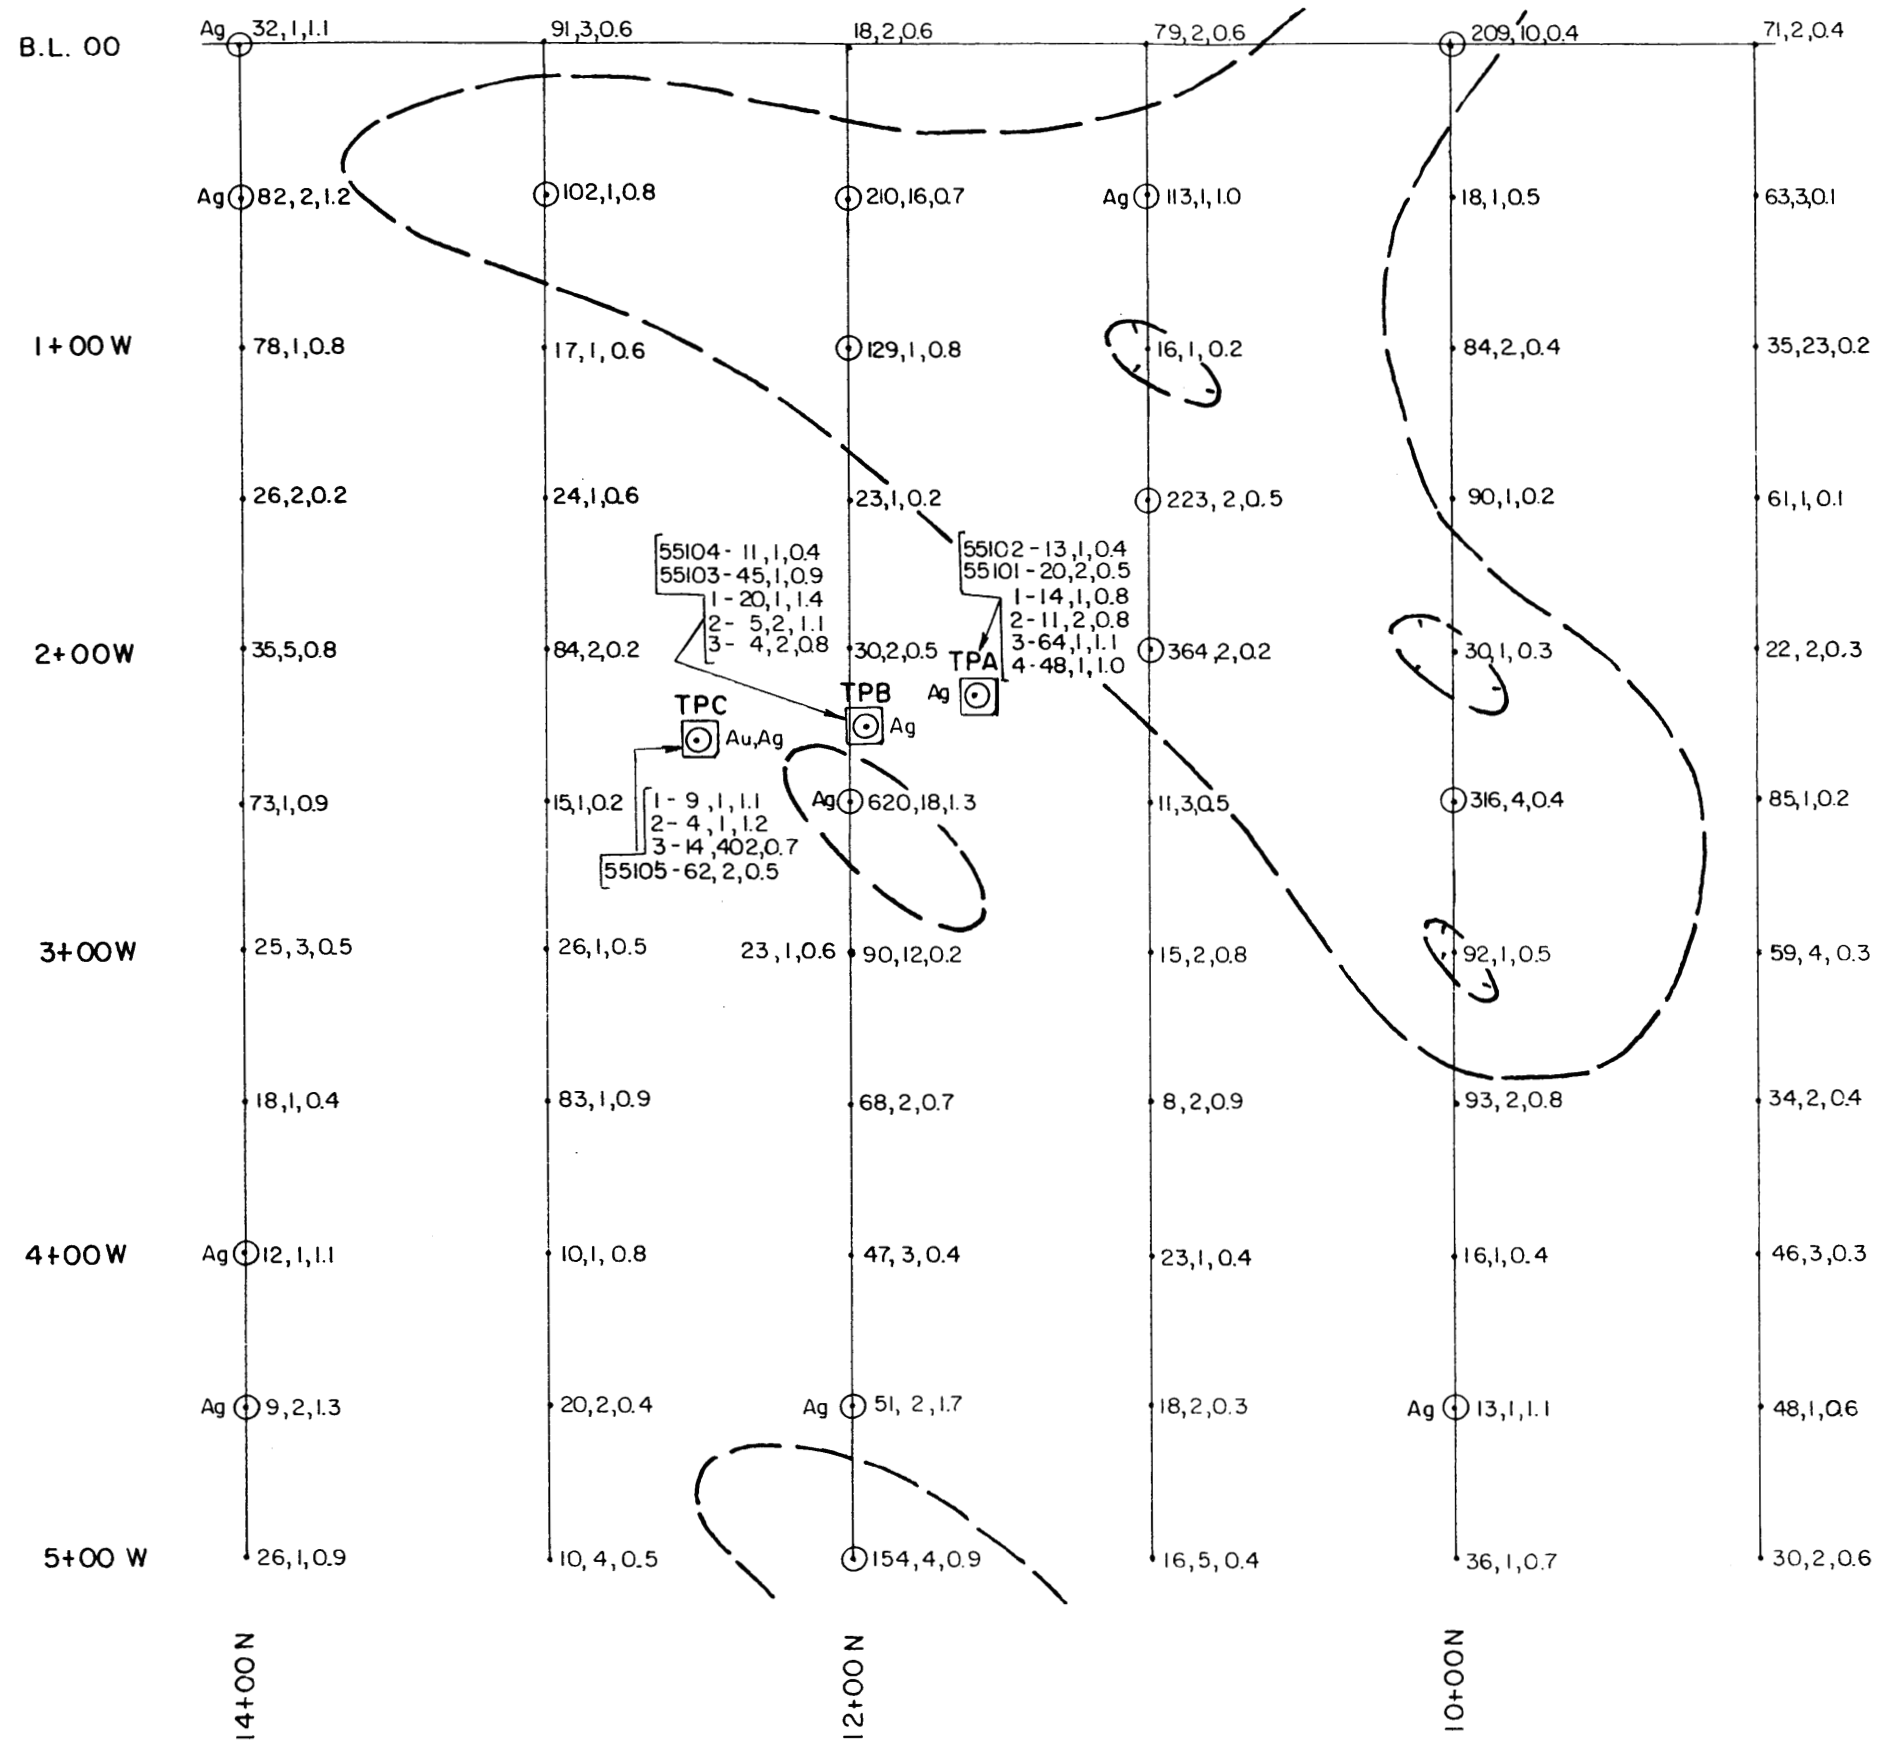 Ag 32,1,1.1 91,3,0.6 18,2,0.6 79,2,0.6 209,10,0.4 71,2,0.4
B.L. 00
Ag 82,2,1.2 102,1,0.8 210,16,0.7 Ag 113,1,1.0 18,1,0.5 63,3,0.1
1+00 W 78,1,0.8 17,1,0.6 129,1,0.8 16,1,0.2 84,2,0.4 35,23,0.2
26,2,0.2 24,1,0.6 23,1,0.2 223,2,0.5 90,1,0.2 61,1,0.1
55104- 11,1,0.4
55103-45,1,0.9
1-20,1,1.4
2- 5,2,1.1
3- 4,2,0.8
55102-13,1,0.4
55101-20,2,0.5
1-14,1,0.8
2-11,2,0.8
3-64,1,1.1
4-48,1,1.0
2+00W 35,5,0.8 84,2,0.2 30,2,0.5 364,2,0.2 30,1,0.3 22,2,0.3
TPA
Ag
TPB
Ag
TPC
Au,Ag
73,1,0.9 15,1,0.2 Ag 620,18,1.3 11,3,0.5 316,4,0.4 85,1,0.2
1-9,1,1.1
2-4,1,1.2
3-14,402,0.7
55105-62,2,0.5
3+00W 25,3,0.5 26,1,0.5 23,1,0.6 90,12,0.2 15,2,0.8 92,1,0.5 59,4,0.3
18,1,0.4 83,1,0.9 68,2,0.7 8,2,0.9 93,2,0.8 34,2,0.4
4+00W Ag 12,1,1.1 10,1,0.8 47,3,0.4 23,1,0.4 16,1,0.4 46,3,0.3
Ag 9,2,1.3 20,2,0.4 Ag 51,2,1.7 18,2,0.3 Ag 13,1,1.1 48,1,0.6
5+00 W 26,1,0.9 10,4,0.5 154,4,0.9 16,5,0.4 36,1,0.7 30,2,0.6
14+00N 12+00N 10+00N